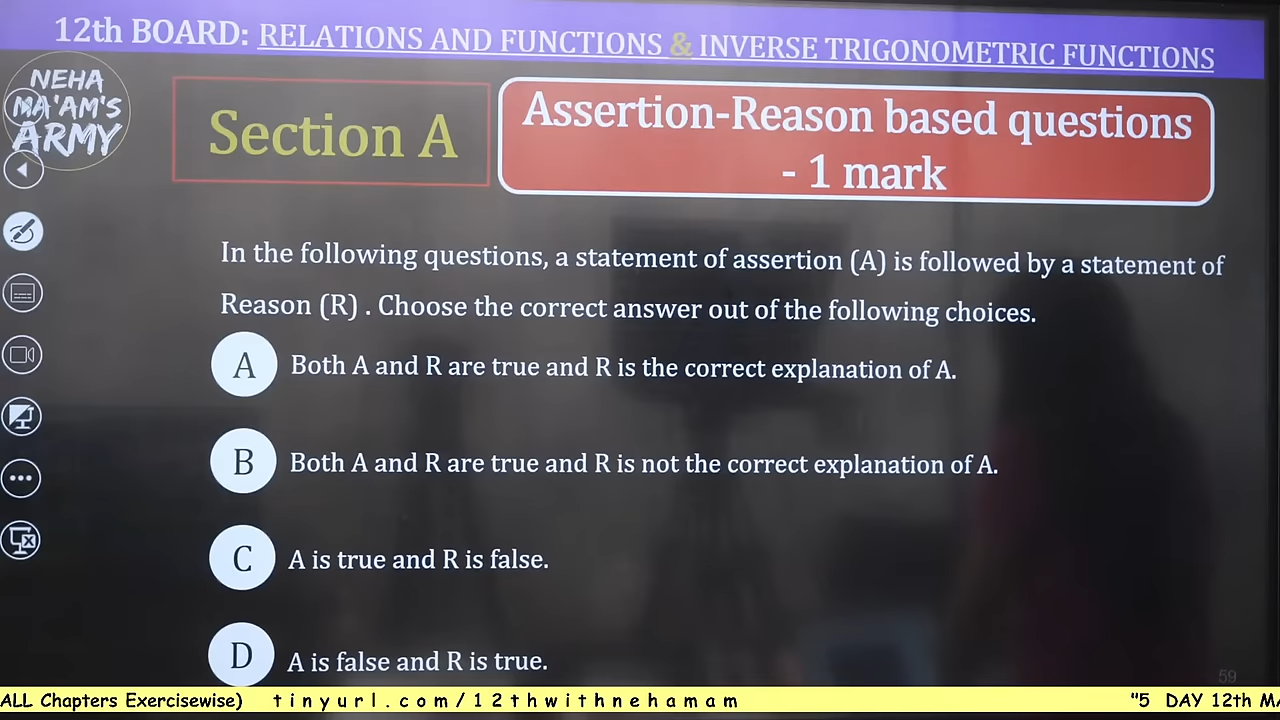 12th BOARD: RELATIONS AND FUNCTIONS & INVERSE TRIGONOMETRIC FUNCTIONS
NEHA
MA'AM'S
ARMY
Section A
Assertion-Reason based questions
- 1 mark
In the following questions, a statement of assertion (A) is followed by a statement of
Reason (R) . Choose the correct answer out of the following choices.
A Both A and R are true and R is the correct explanation of A.
B Both A and R are true and R is not the correct explanation of A.
C A is true and R is false.
D A is false and R is true.
59
ALL Chapters Exercisewise) tinyurl.com/12thwithnehamam "5 DAY 12th MA